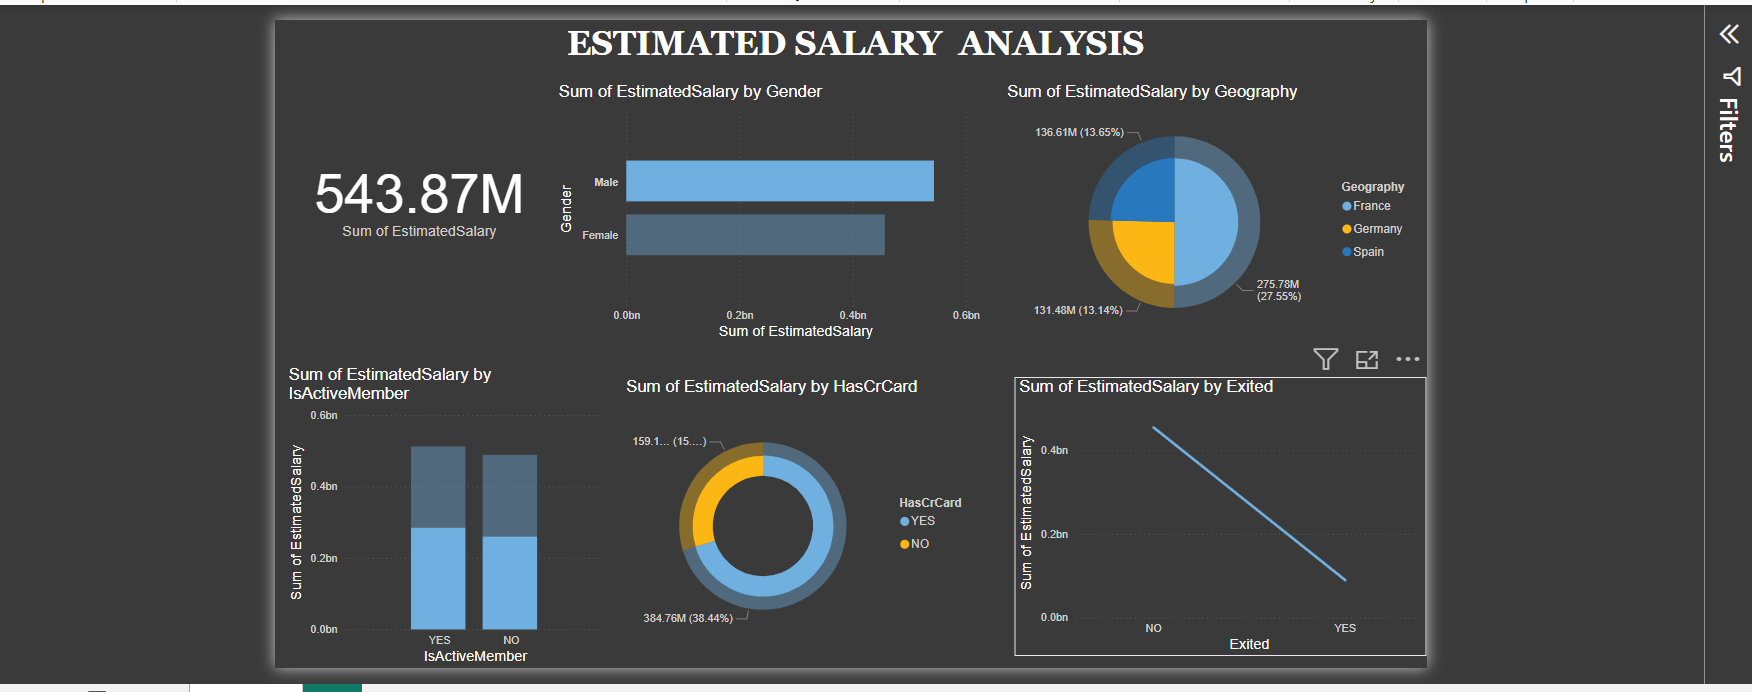 ESTIMATED SALARY ANALYSIS
543.87M
Sum of EstimatedSalary
Sum of EstimatedSalary by Gender
Gender
Male
Female
0.0bn 0.2bn 0.4bn 0.6bn
Sum of EstimatedSalary
Sum of EstimatedSalary by Geography
136.61M (13.65%)
131.48M (13.14%)
275.78M
(27.55%)
Geography
France
Germany
Spain
Filters
Sum of EstimatedSalary by
IsActiveMember
Sum of EstimatedSalary
0.6bn
0.4bn
0.2bn
0.0bn
YES NO
IsActiveMember
Sum of EstimatedSalary by HasCrCard
159.1... (15....)
384.76M (38.44%)
HasCrCard
YES
NO
Sum of EstimatedSalary by Exited
Sum of EstimatedSalary
0.4bn
0.2bn
0.0bn
NO YES
Exited